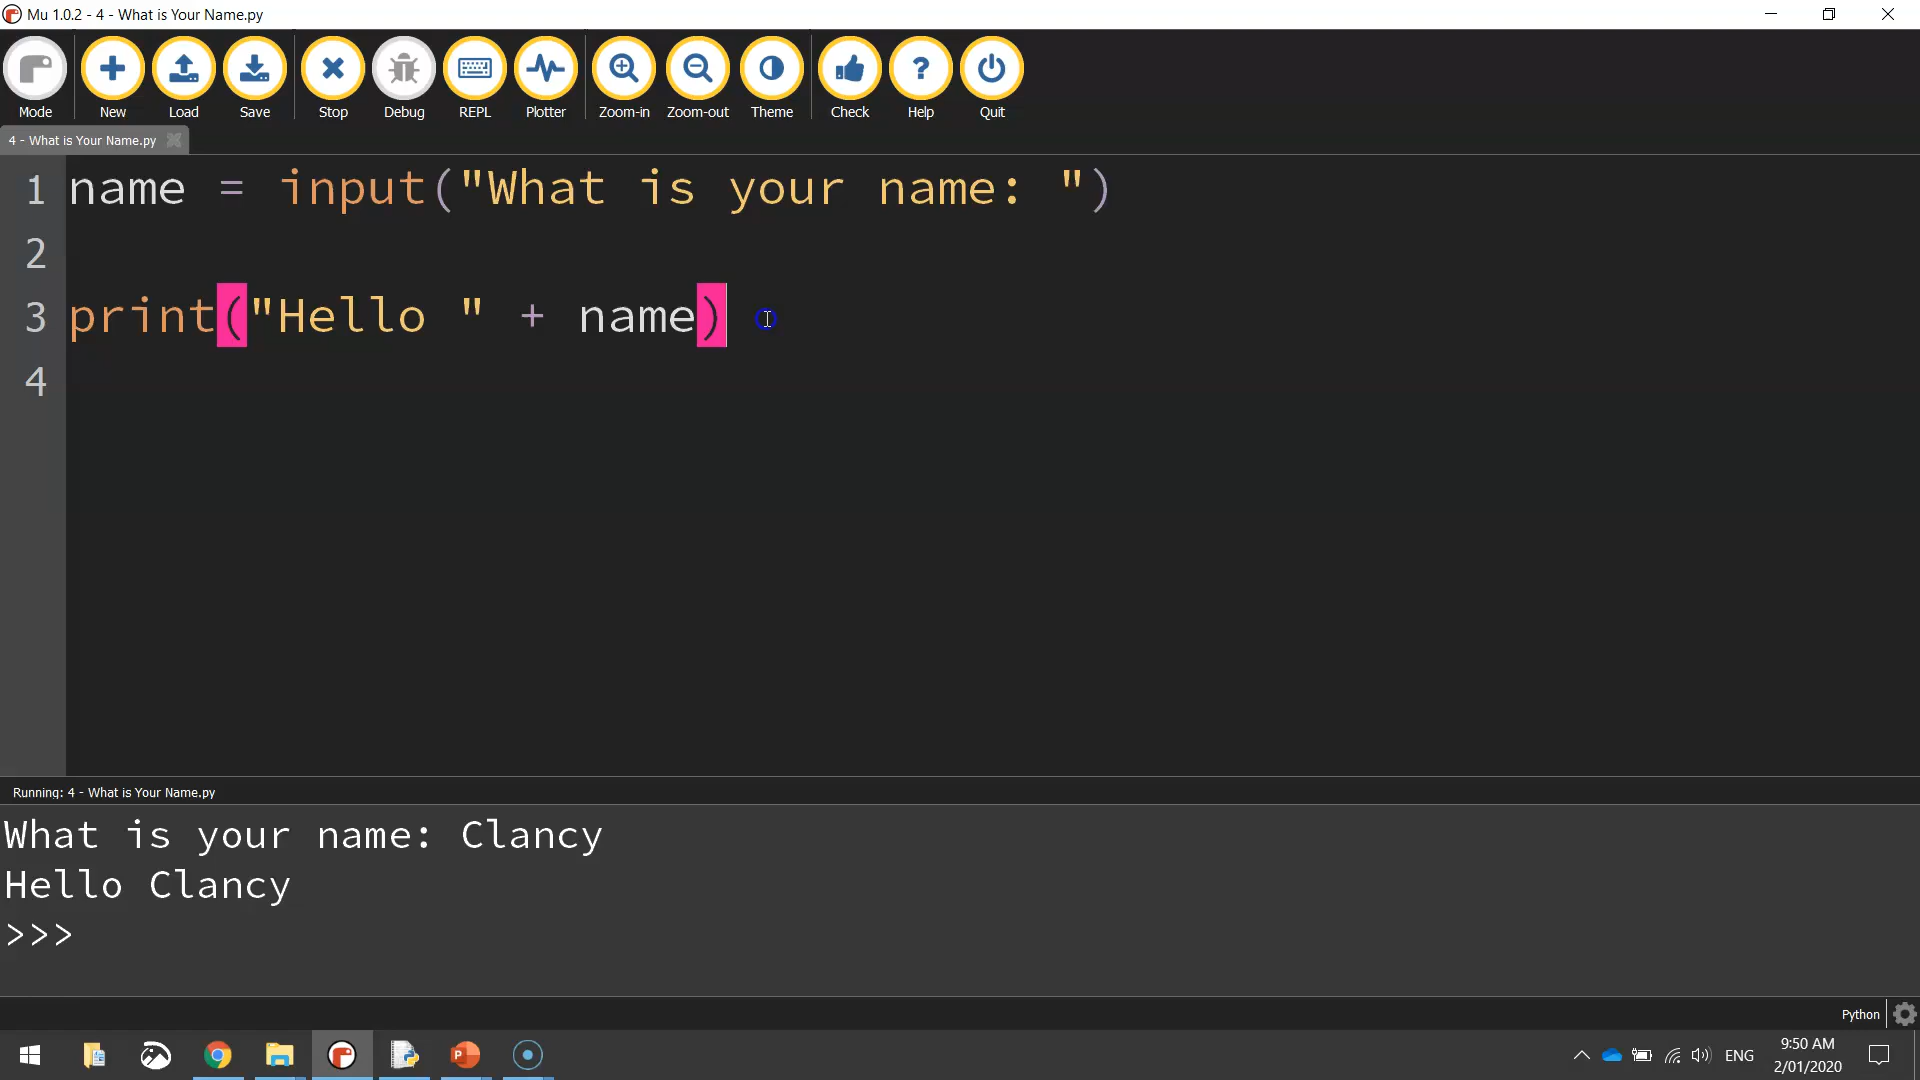 Mu 1.0.2 - 4 - What is Your Name.py
Mode New Load Save Stop Debug REPL Plotter Zoom-in Zoom-out Theme Check Help Quit
4 - What is Your Name.py
1 name = input("What is your name: ")
2
3 print("Hello " + name)
4
Running: 4 - What is Your Name.py
What is your name: Clancy
Hello Clancy
>>>
Python
ENG
9:50 AM
2/01/2020